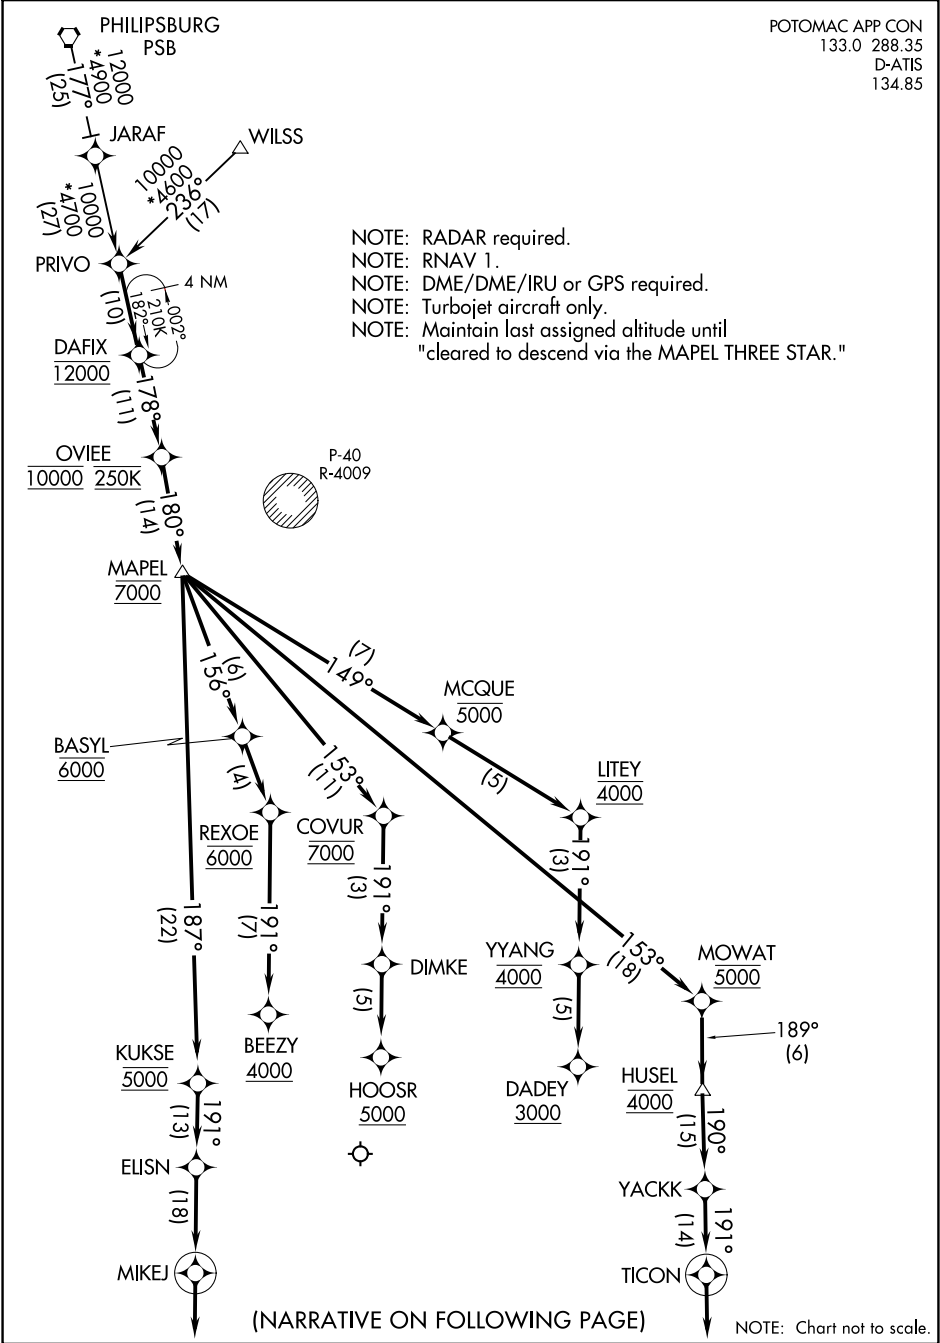 PHILIPSBURG
PSB
POTOMAC APP CON
133.0 288.35
D-ATIS
134.85
12000
*4900
177°
(25)
JARAF
WILSS
10000
*4600
236°
(17)
10000
*4700
(27)
PRIVO
NOTE: RADAR required.
NOTE: RNAV 1.
NOTE: DME/DME/IRU or GPS required.
NOTE: Turbojet aircraft only.
NOTE: Maintain last assigned altitude until
"cleared to descend via the MAPEL THREE STAR."
4 NM
002°
210K
182°
(10)
DAFIX
12000
178°
(11)
OVIEE
10000 250K
P-40
R-4009
180°
(14)
MAPEL
7000
(7)
149°
(6)
156°
MCQUE
5000
BASYL
6000
153°
(11)
(5)
LITEY
4000
(4)
REXOE
6000
COVUR
7000
191°
(3)
191°
(3)
187°
(22)
191°
(7)
153°
(18)
DIMKE
YYANG
4000
MOWAT
5000
(5)
(5)
189°
(6)
BEEZY
4000
KUKSE
5000
HOOSR
5000
DADEY
3000
HUSEL
4000
191°
(13)
190°
(15)
ELISN
YACKK
(18)
191°
(14)
MIKEJ
TICON
(NARRATIVE ON FOLLOWING PAGE)
NOTE: Chart not to scale.